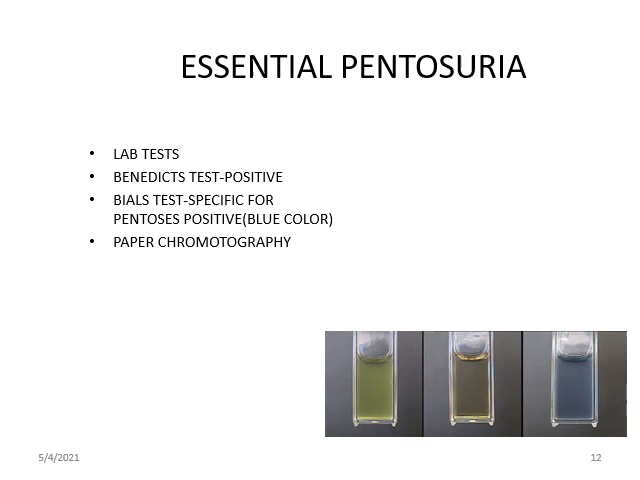 ESSENTIAL PENTOSURIA
• LAB TESTS
• BENEDICTS TEST-POSITIVE
• BIALS TEST-SPECIFIC FOR
PENTOSES POSITIVE(BLUE COLOR)
• PAPER CHROMOTOGRAPHY
5/4/2021
12